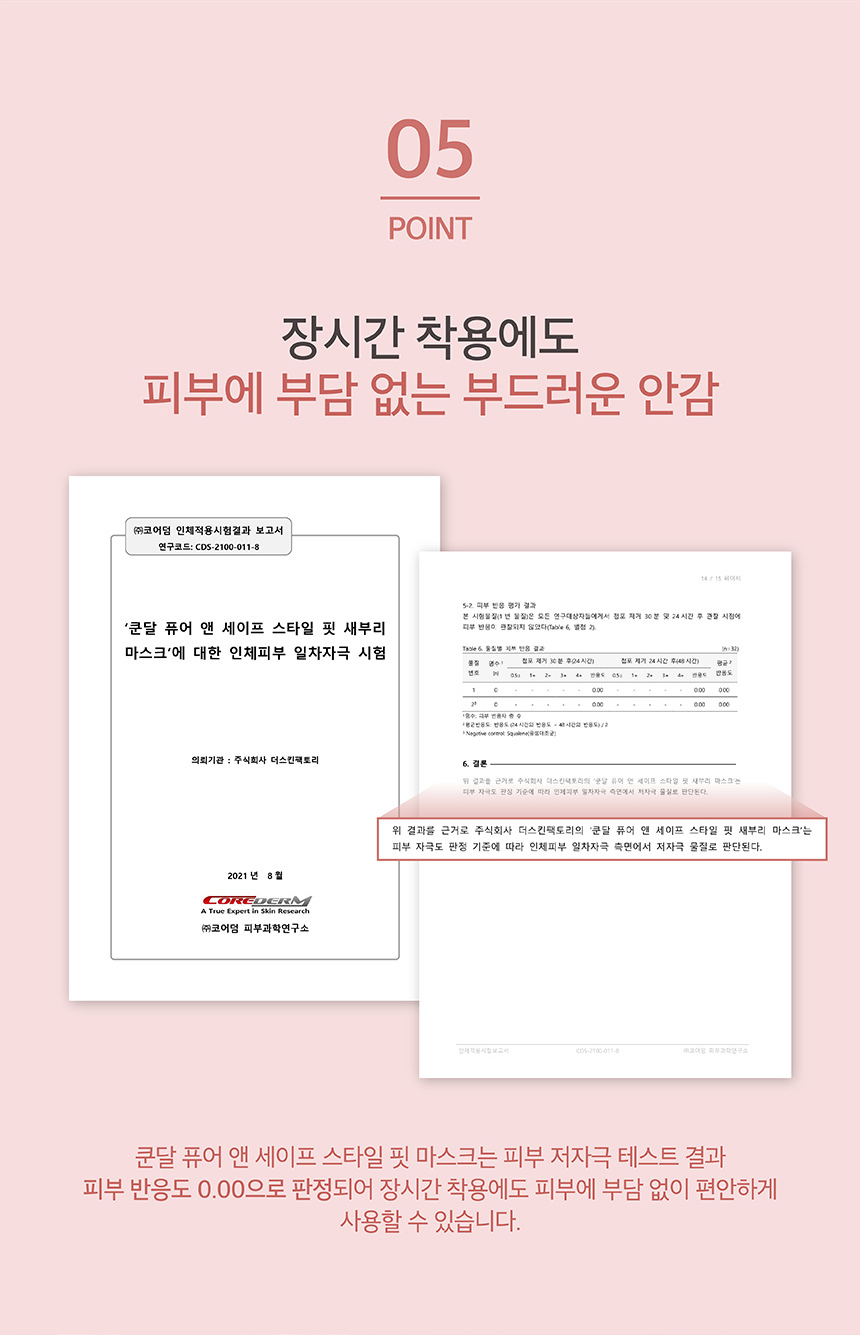 05
POINT
장시간 착용에도
피부에 부담 없는 부드러운 안감
㈜코어덤 인체적용시험결과 보고서
연구코드: CDS-2100-011-8
‘쿤달 퓨어 앤 세이프 스타일 핏 새부리
마스크’에 대한 인체피부 일차자극 시험
의뢰기관 : 주식회사 더스킨팩토리
2021 년 8 월
COREDERM
A True Expert in Skin Research
㈜코어덤 피부과학연구소
14 / 15 페이지
5-2. 피부 반응 평가 결과
본 시험물질(1 번 물질)은 모든 연구대상자들에게서 첩포 제거 30 분 및 24 시간 후 관찰 시점에
피부 반응이 관찰되지 않았다(Table 6, 별첨 2).
Table 6. 물질별 피부 반응 결과 (n=32)
물질 명수¹ 첩포 제거 30 분 후(24 시간) 첩포 제거 24 시간 후(48 시간) 평균²
번호 (n) 0.5± 1+ 2+ 3+ 4+ 반응도 0.5± 1+ 2+ 3+ 4+ 반응도 반응도
1 0 - - - - - 0.00 - - - - - 0.00 0.00
2³ 0 - - - - - 0.00 - - - - - 0.00 0.00
¹ 명수: 피부 반응자 총 수
² 평균반응도: 반응도 (24 시간의 반응도 + 48 시간의 반응도) / 2
³ Negative control: Squalene(음성대조군)
6. 결론
위 결과를 근거로 주식회사 더스킨팩토리의 ‘쿤달 퓨어 앤 세이프 스타일 핏 새부리 마스크’는
피부 자극도 판정 기준에 따라 인체피부 일차자극 측면에서 저자극 물질로 판단된다.
위 결과를 근거로 주식회사 더스킨팩토리의 ‘쿤달 퓨어 앤 세이프 스타일 핏 새부리 마스크’는
피부 자극도 판정 기준에 따라 인체피부 일차자극 측면에서 저자극 물질로 판단된다.
인체적용시험보고서 CDS-2100-011-8 ㈜코어덤 피부과학연구소
쿤달 퓨어 앤 세이프 스타일 핏 마스크는 피부 저자극 테스트 결과
피부 반응도 0.00으로 판정되어 장시간 착용에도 피부에 부담 없이 편안하게
사용할 수 있습니다.